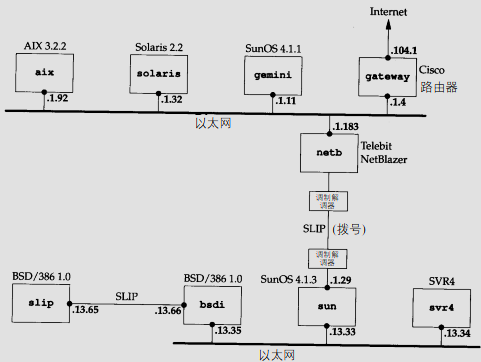 Internet
AIX 3.2.2
Solaris 2.2
SunOS 4.1.1
.104.1
aix
solaris
gemini
gateway
Cisco
路由器
.1.92
.1.32
.1.11
.1.4
以太网
.1.183
netb
Telebit
NetBlazer
调制解
调器
SLIP (拨号)
调制解
调器
BSD/386 1.0
SLIP
BSD/386 1.0
SunOS 4.1.3
.1.29
SVR4
slip
.13.65
.13.66
bsdi
sun
svr4
.13.35
.13.33
.13.34
以太网